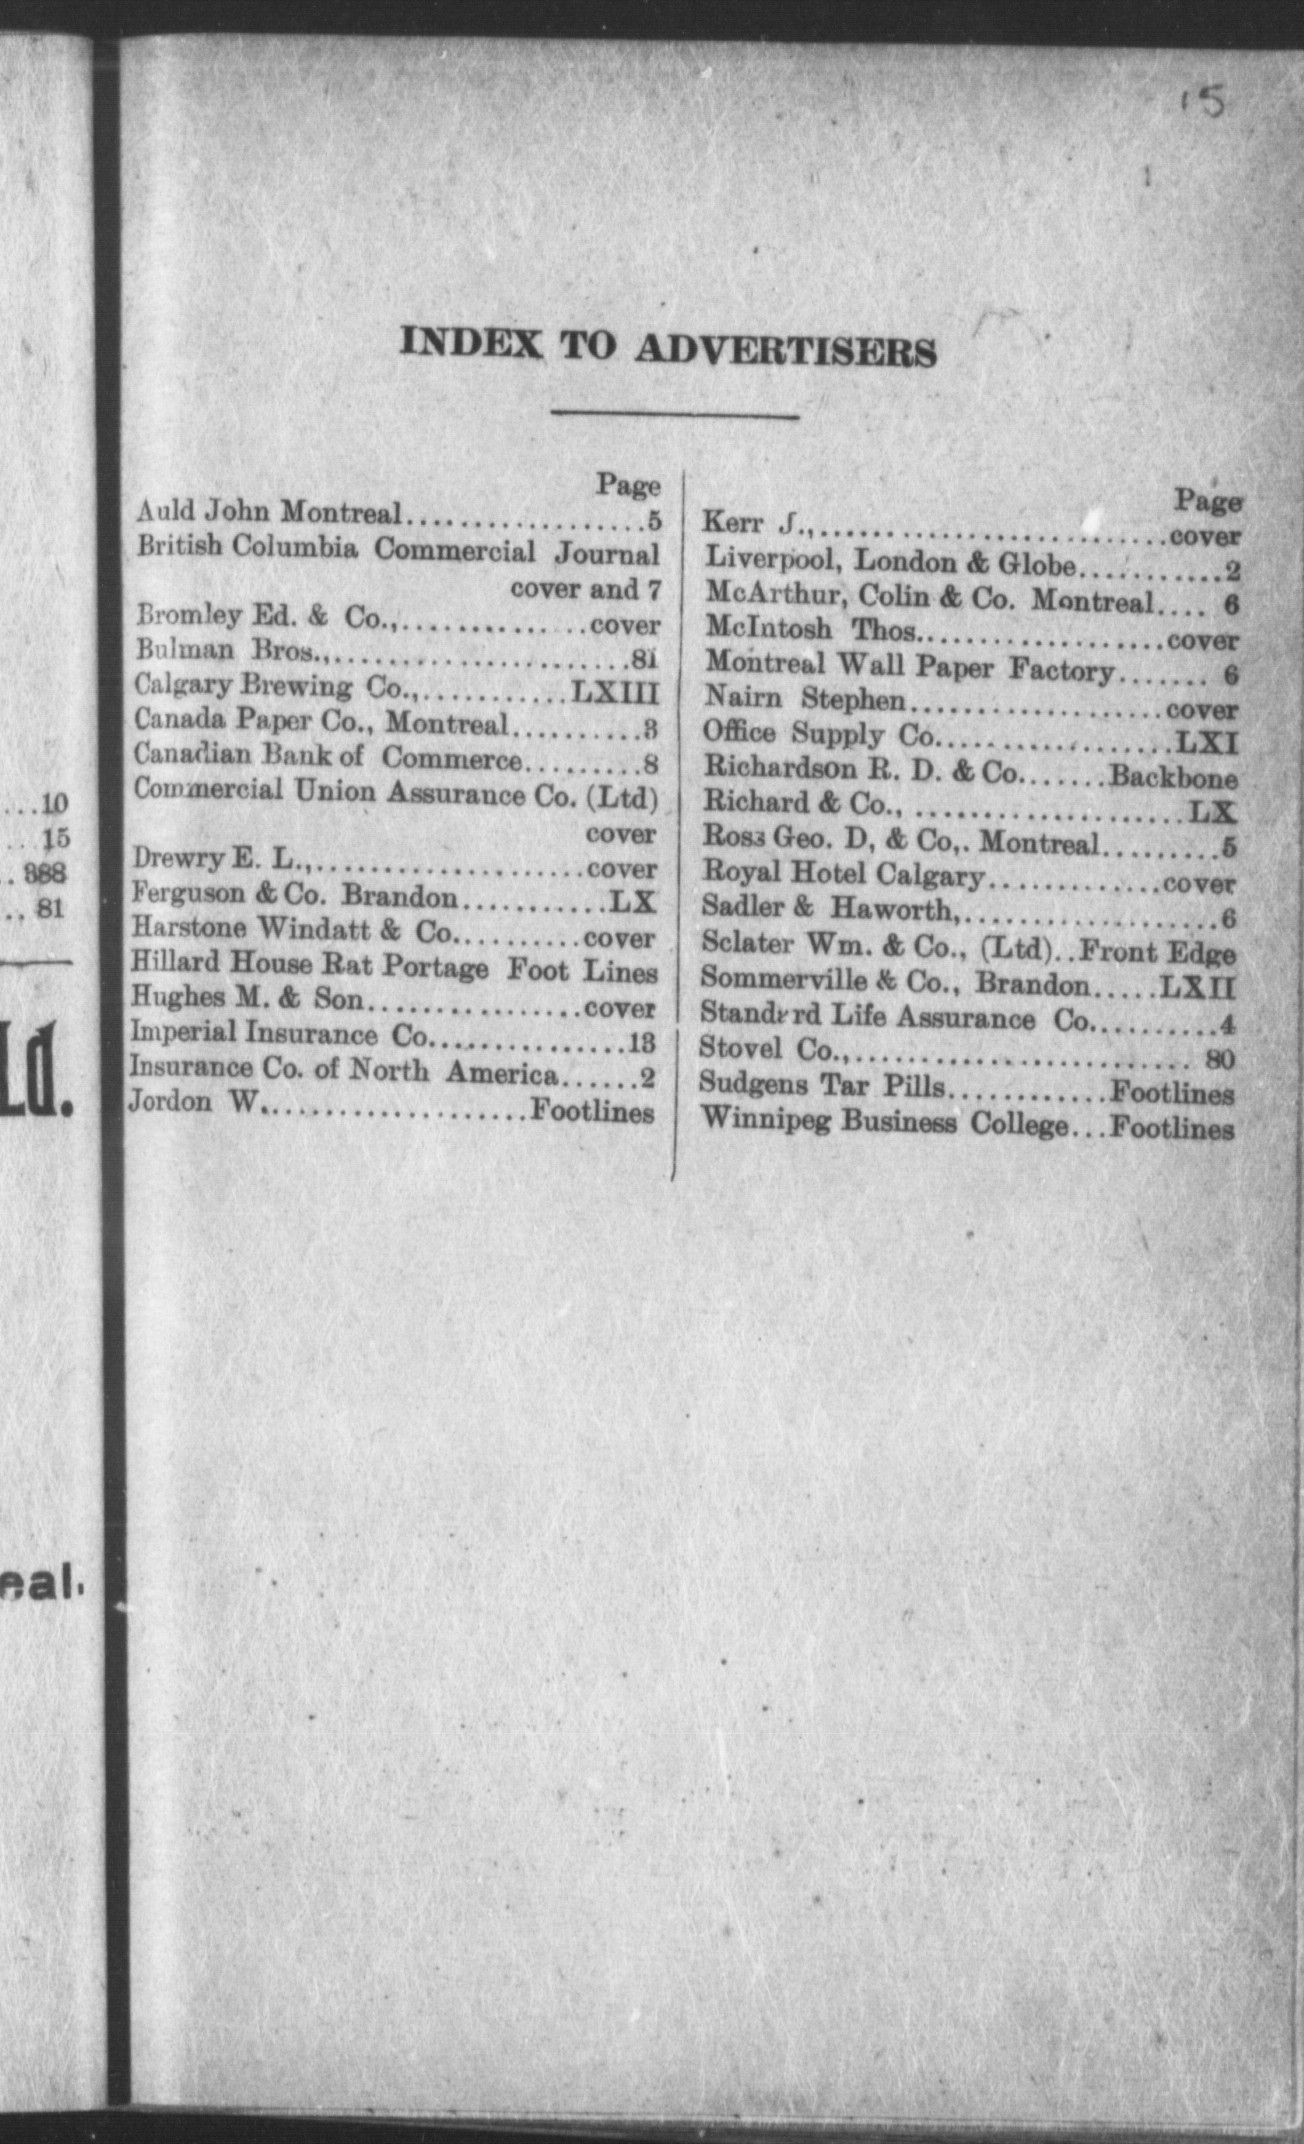 15
INDEX TO ADVERTISERS
Page
Auld John Montreal..................5
British Columbia Commercial Journal
cover and 7
Bromley Ed. & Co.,..............cover
Bulman Bros.,......................81
Calgary Brewing Co.,...........LXIII
Canada Paper Co., Montreal..........3
Canadian Bank of Commerce.........8
Commercial Union Assurance Co. (Ltd)
cover
Drewry E. L.,....................cover
Ferguson & Co. Brandon...........LX
Harstone Windatt & Co..........cover
Hillard House Rat Portage Foot Lines
Hughes M. & Son................cover
Imperial Insurance Co...............13
Insurance Co. of North America......2
Jordon W....................Footlines
Page
Kerr J.,..........................cover
Liverpool, London & Globe...........2
McArthur, Colin & Co. Montreal.... 6
McIntosh Thos..................cover
Montreal Wall Paper Factory....... 6
Nairn Stephen...................cover
Office Supply Co..................LXI
Richardson R. D. & Co.......Backbone
Richard & Co., ....................LX
Ross Geo. D, & Co,. Montreal.........5
Royal Hotel Calgary.............cover
Sadler & Haworth,...................6
Sclater Wm. & Co., (Ltd)..Front Edge
Sommerville & Co., Brandon.....LXII
Standard Life Assurance Co..........4
Stovel Co.,......................... 80
Sudgens Tar Pills............Footlines
Winnipeg Business College...Footlines
...10
..15
..388
..81
Ld.
eal.